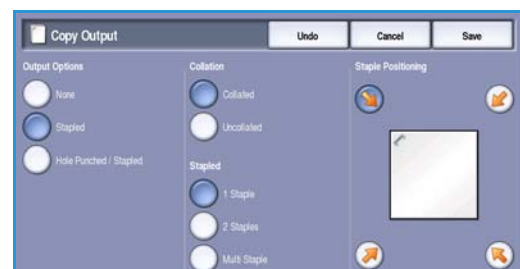 Copy Output
Undo
Cancel
Save
Output Options
None
Stapled
Hole Punched / Stapled
Collation
Collated
Uncollated
Stapled
1 Staple
2 Staples
Multi Staple
Staple Positioning